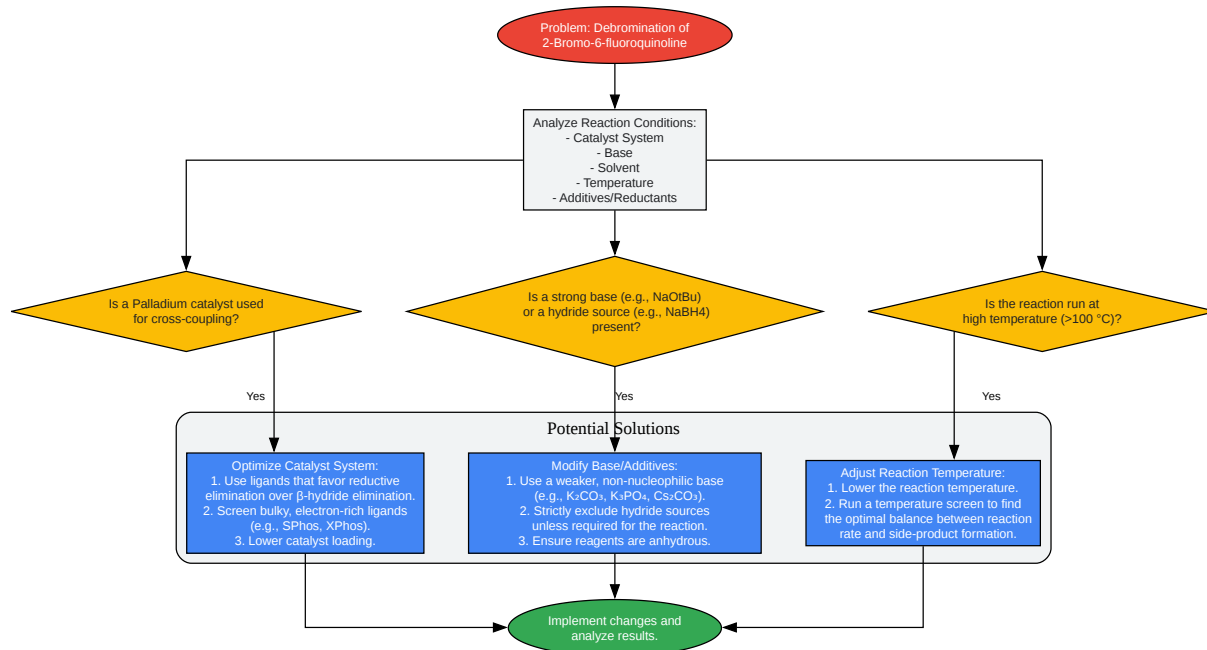 Problem: Debromination of
2-Bromo-6-fluoroquinoline
Analyze Reaction Conditions:
- Catalyst System
- Base
- Solvent
- Temperature
- Additives/Reductants
Is a Palladium catalyst used
for cross-coupling?
Is a strong base (e.g., NaOtBu)
or a hydride source (e.g., NaBH4)
present?
Is the reaction run at
high temperature (>100 °C)?
Yes
Yes
Yes
Potential Solutions
Optimize Catalyst System:
1. Use ligands that favor reductive
elimination over β-hydride elimination.
2. Screen bulky, electron-rich ligands
(e.g., SPhos, XPhos).
3. Lower catalyst loading.
Modify Base/Additives:
1. Use a weaker, non-nucleophilic base
(e.g., K₂CO₃, K₃PO₄, Cs₂CO₃).
2. Strictly exclude hydride sources
unless required for the reaction.
3. Ensure reagents are anhydrous.
Adjust Reaction Temperature:
1. Lower the reaction temperature.
2. Run a temperature screen to find
the optimal balance between reaction
rate and side-product formation.
Implement changes and
analyze results.